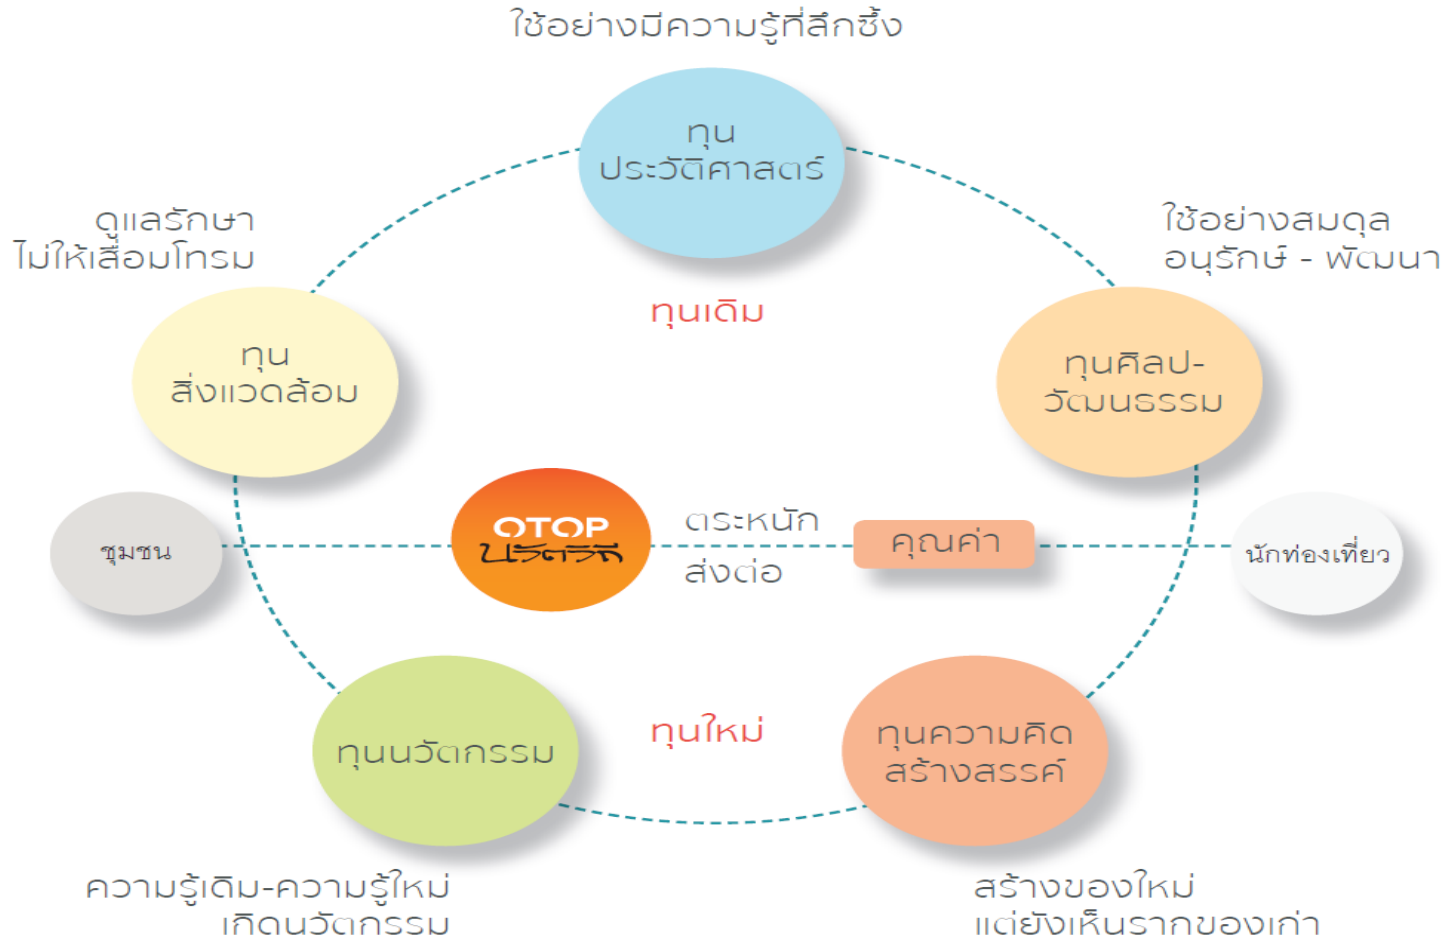 ใช้อย่างมีความรู้ที่ลึกซึ้ง
ทุน
ประวัติศาสตร์
ดูแลรักษา
ไม่ให้เสื่อมโทรม
ใช้อย่างสมดุล
อนุรักษ์ - พัฒนา
ทุนเดิม
ทุน
สิ่งแวดล้อม
ทุนศิลป-
วัฒนธรรม
ชุมชน
OTOP
นวัตวิถี
ตระหนัก
ส่งต่อ
คุณค่า
นักท่องเที่ยว
ทุนนวัตกรรม
ทุนใหม่
ทุนความคิด
สร้างสรรค์
ความรู้เดิม-ความรู้ใหม่
เกิดนวัตกรรม
สร้างของใหม่
แต่ยังเห็นรากของเก่า